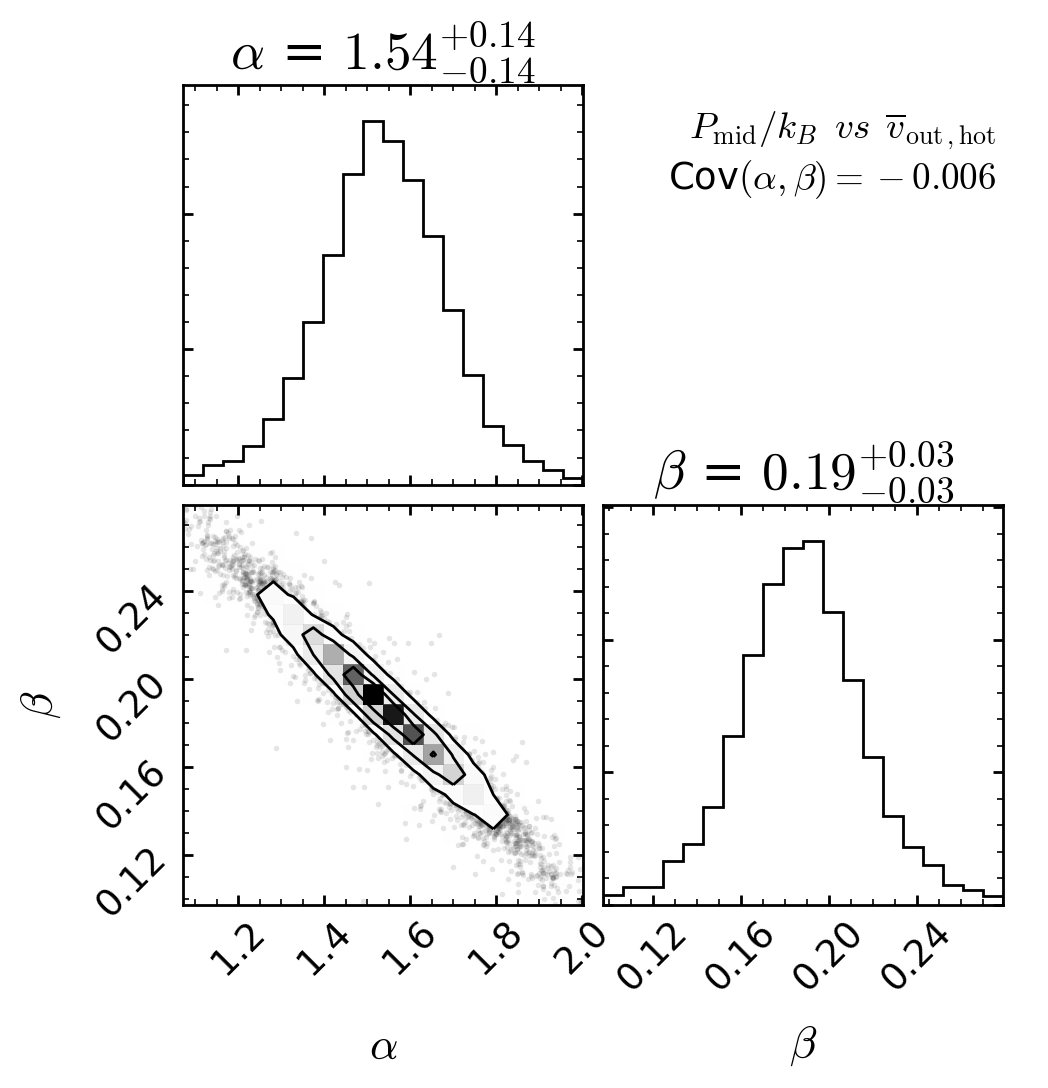 α = 1.54 +0.14 −0.14
P_mid/k_B vs v̅_out,hot
Cov(α, β) = − 0.006
β = 0.19 +0.03 −0.03
0.24
0.20
0.16
0.12
β
1.2 1.4 1.6 1.8 2.0
0.12 0.16 0.20 0.24
α
β